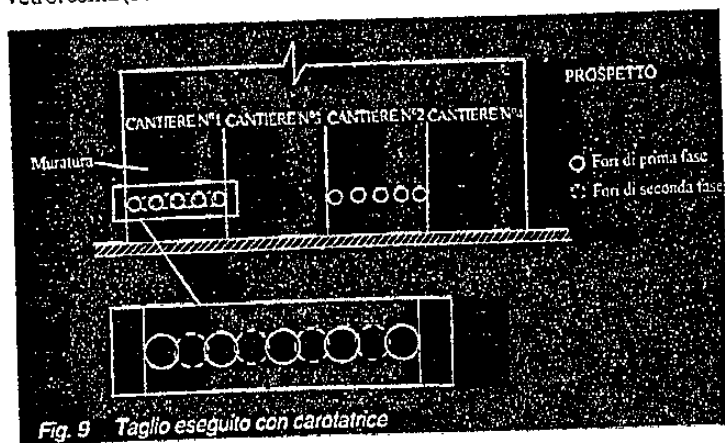 PROSPETTO
CANTIERE N°1 CANTIERE N°3 CANTIERE N°2 CANTIERE N°4
Muratura
Fori di prima fase
Fori di seconda fase
Fig. 9 Taglio eseguito con carotatrice